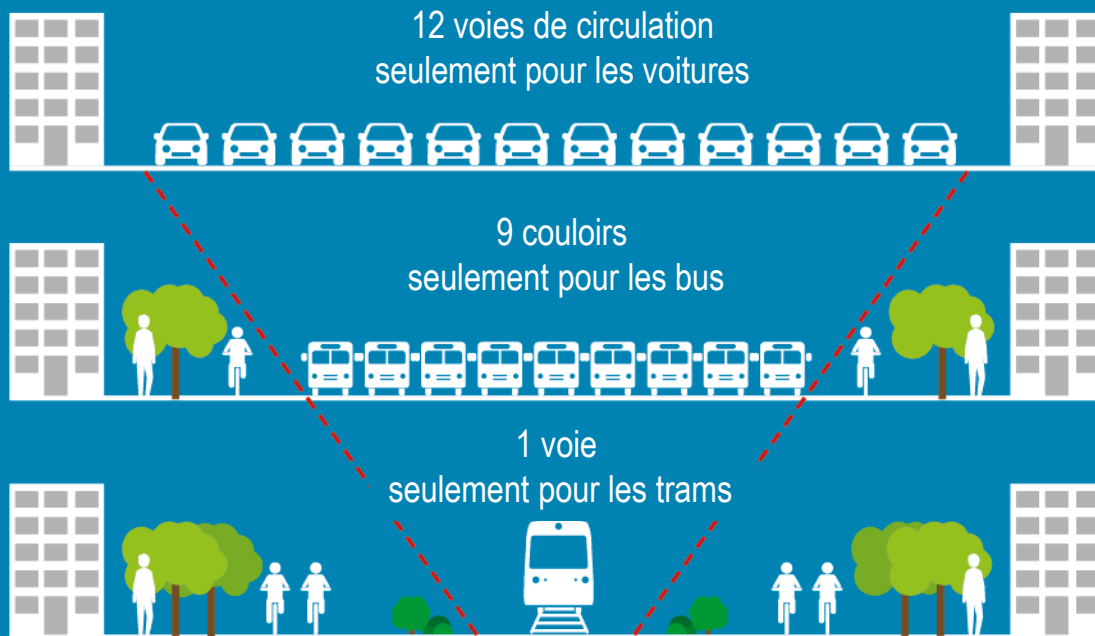 12 voies de circulation
seulement pour les voitures
9 couloirs
seulement pour les bus
1 voie
seulement pour les trams